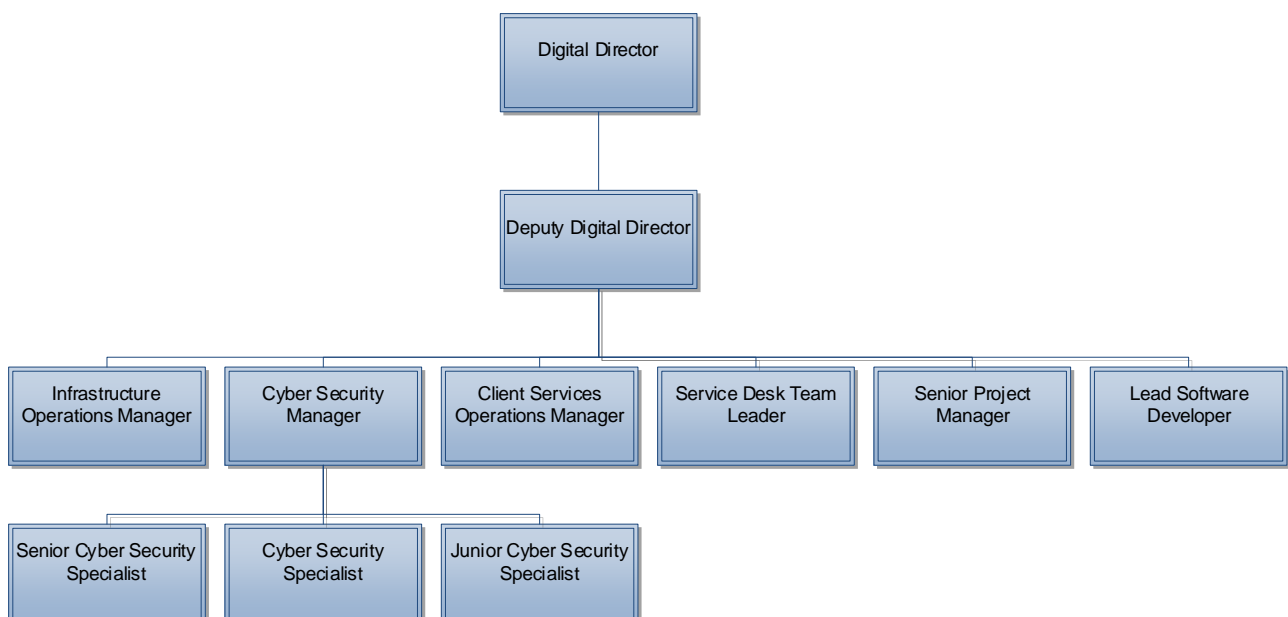 Digital Director
Deputy Digital Director
Infrastructure
Operations Manager
Cyber Security
Manager
Client Services
Operations Manager
Service Desk Team
Leader
Senior Project
Manager
Lead Software
Developer
Senior Cyber Security
Specialist
Cyber Security
Specialist
Junior Cyber Security
Specialist